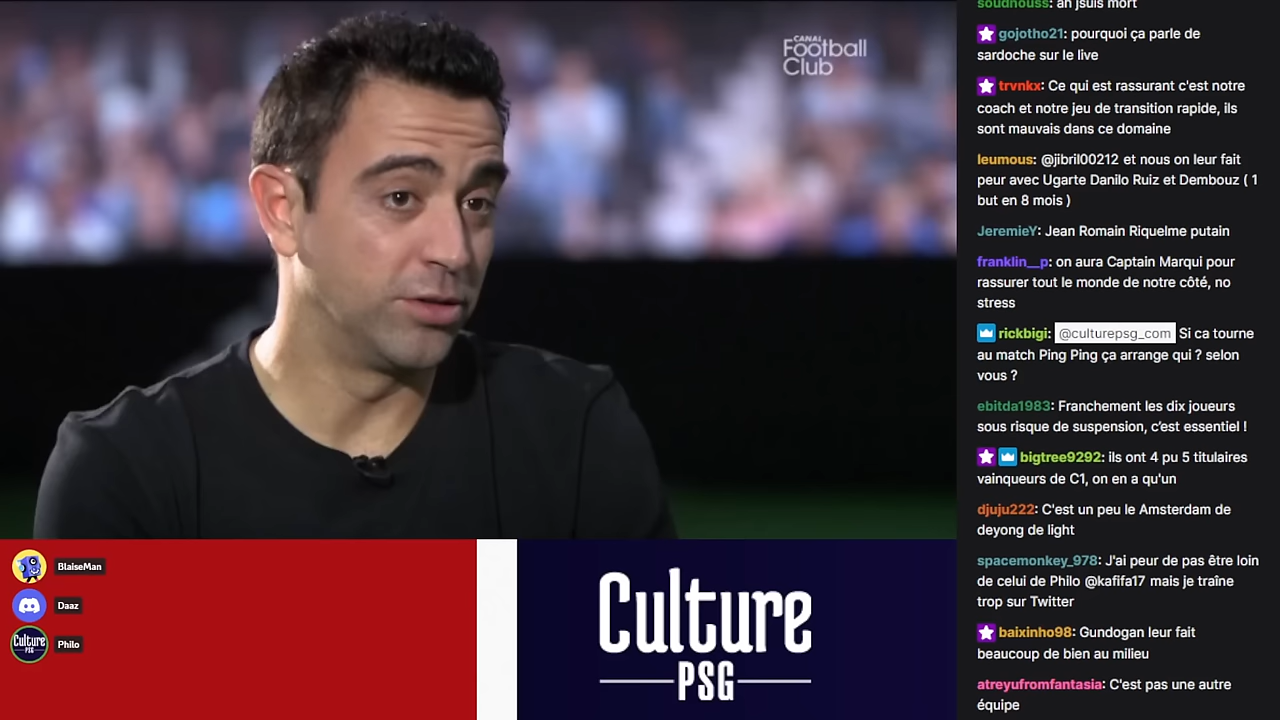 CANAL
Football
Club
BlaiseMan
Daaz
Culture
PSG
Philo
Culture
PSG
soudnouss: ah jsuis mort
gojotho21: pourquoi ça parle de
sardoche sur le live
trvnkx: Ce qui est rassurant c'est notre
coach et notre jeu de transition rapide, ils
sont mauvais dans ce domaine
leumous: @jibril00212 et nous on leur fait
peur avec Ugarte Danilo Ruiz et Dembouz ( 1
but en 8 mois )
JeremieY: Jean Romain Riquelme putain
franklin__p: on aura Captain Marqui pour
rassurer tout le monde de notre côté, no
stress
rickbigi: @culturepsg_com Si ca tourne
au match Ping Ping ça arrange qui ? selon
vous ?
ebitda1983: Franchement les dix joueurs
sous risque de suspension, c’est essentiel !
bigtree9292: ils ont 4 pu 5 titulaires
vainqueurs de C1, on en a qu'un
djuju222: C'est un peu le Amsterdam de
deyong de light
spacemonkey_978: J'ai peur de pas être loin
de celui de Philo @kafifa17 mais je traîne
trop sur Twitter
baixinho98: Gundogan leur fait
beaucoup de bien au milieu
atreyufromfantasia: C'est pas une autre
équipe